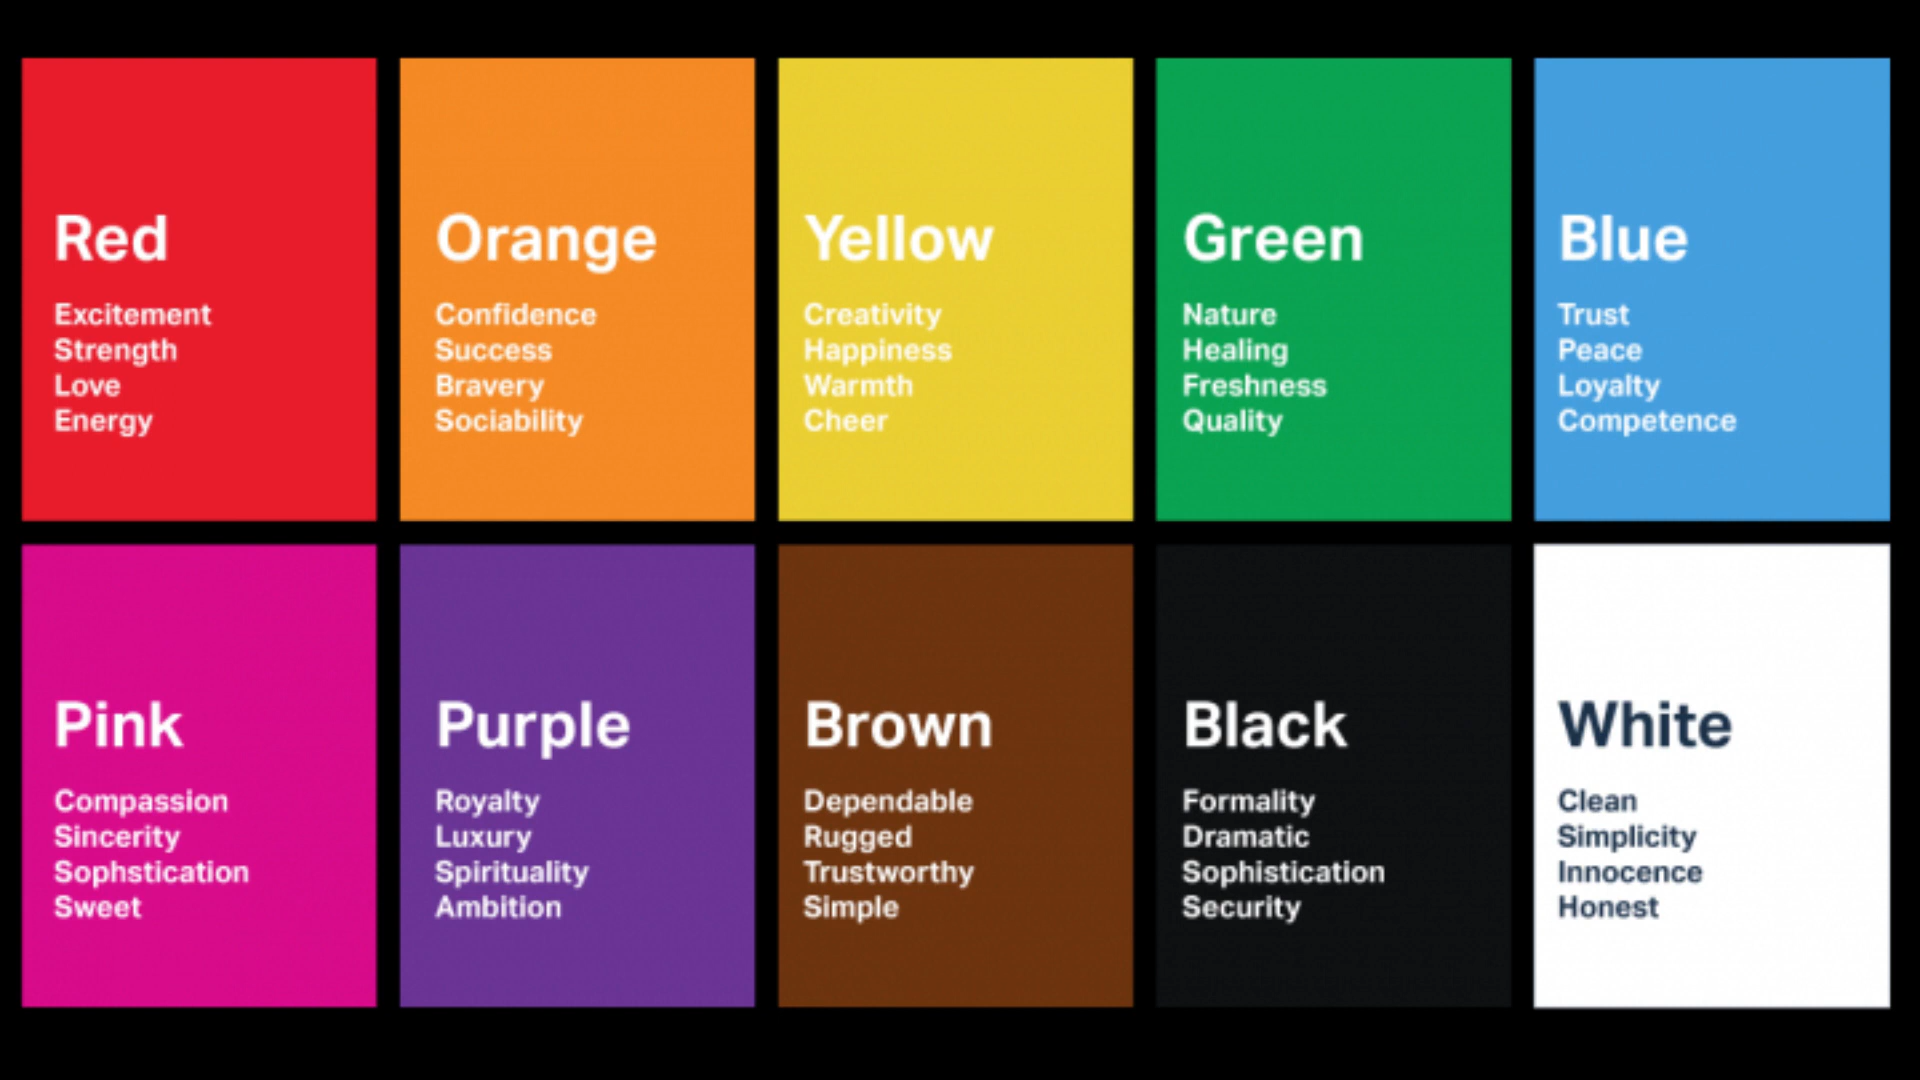 Red
Excitement
Strength
Love
Energy
Orange
Confidence
Success
Bravery
Sociability
Yellow
Creativity
Happiness
Warmth
Cheer
Green
Nature
Healing
Freshness
Quality
Blue
Trust
Peace
Loyalty
Competence
Pink
Compassion
Sincerity
Sophstication
Sweet
Purple
Royalty
Luxury
Spirituality
Ambition
Brown
Dependable
Rugged
Trustworthy
Simple
Black
Formality
Dramatic
Sophistication
Security
White
Clean
Simplicity
Innocence
Honest